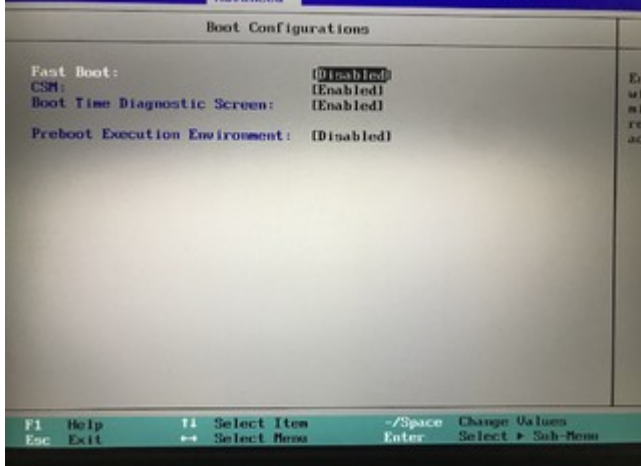 Advanced
Boot Configurations
Fast Boot: [Disabled]
CSM: [Enabled]
Boot Time Diagnostic Screen: [Enabled]
Preboot Execution Environment: [Disabled]
F1 Help ↑↓ Select Item -/Space Change Values
Esc Exit ←→ Select Menu Enter Select ▶ Sub-Menu